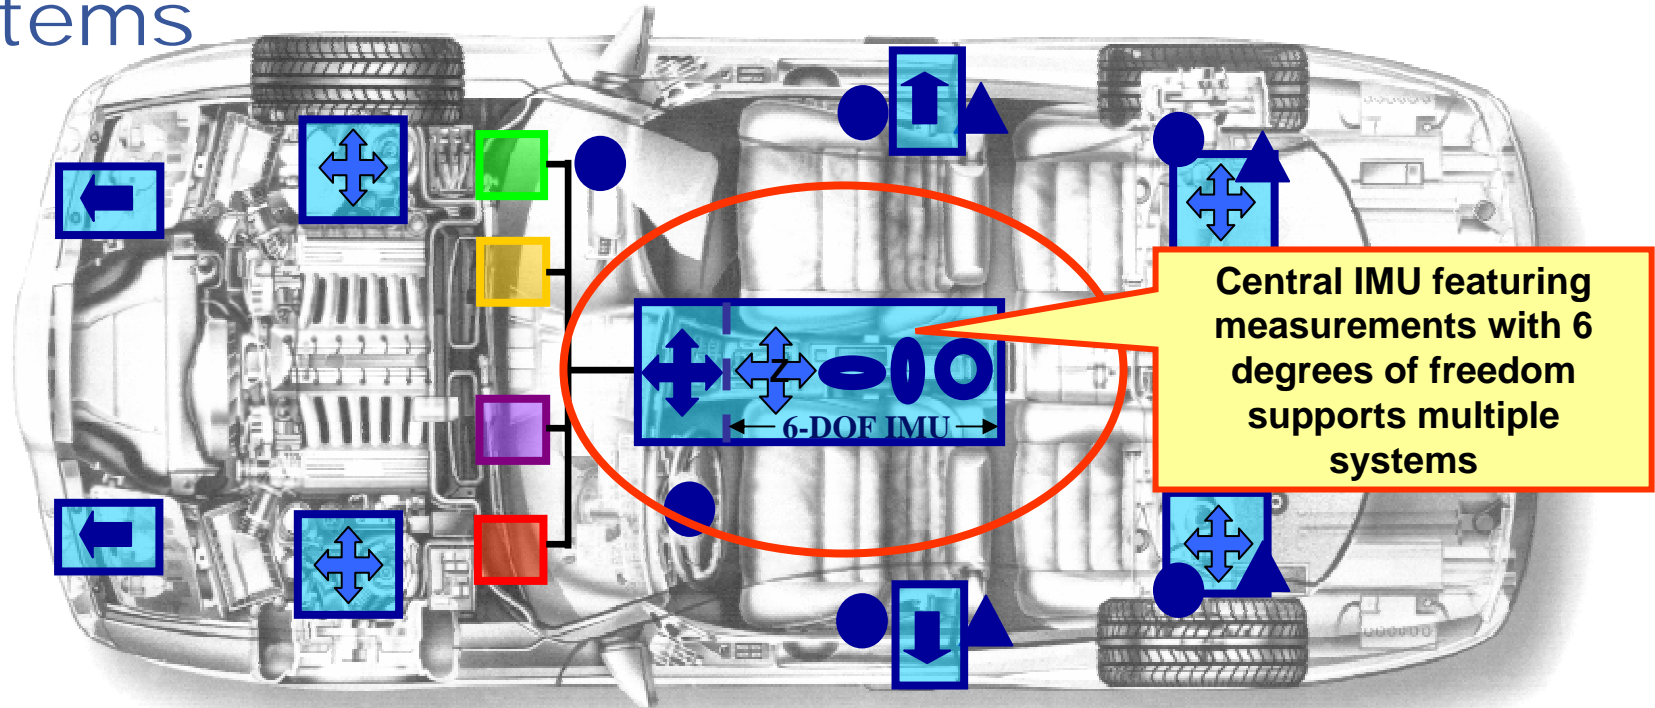 tems
Central IMU featuring
measurements with 6
degrees of freedom
supports multiple
systems
Z
6-DOF IMU